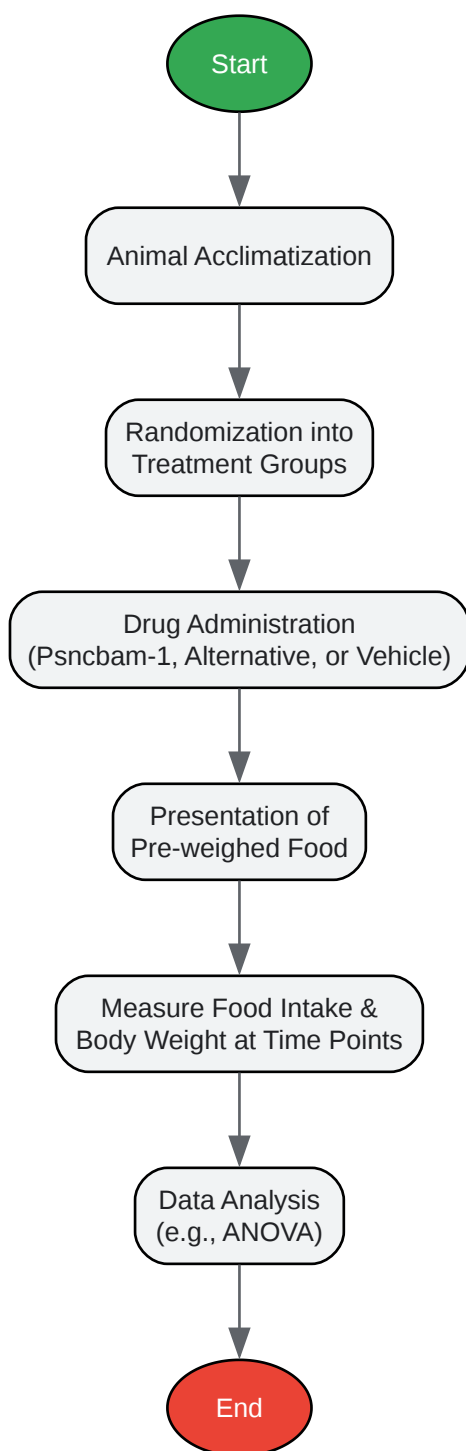 Start
Animal Acclimatization
Randomization into
Treatment Groups
Drug Administration
(Psncbam-1, Alternative, or Vehicle)
Presentation of
Pre-weighed Food
Measure Food Intake &
Body Weight at Time Points
Data Analysis
(e.g., ANOVA)
End